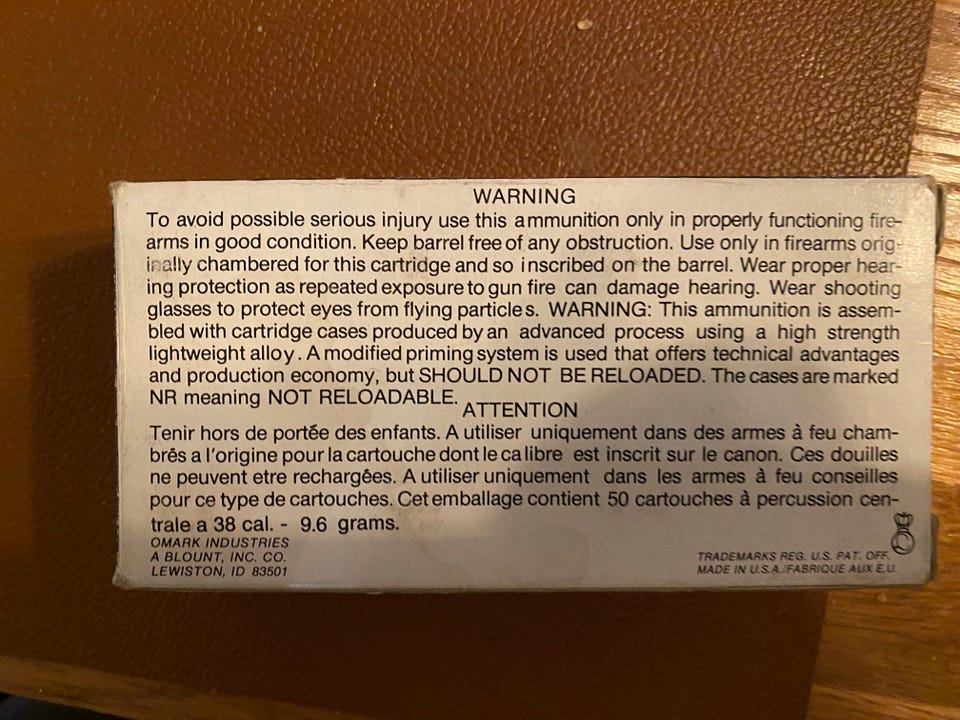 WARNING
To avoid possible serious injury use this ammunition only in properly functioning fire-
arms in good condition. Keep barrel free of any obstruction. Use only in firearms orig-
inally chambered for this cartridge and so inscribed on the barrel. Wear proper hear-
ing protection as repeated exposure to gun fire can damage hearing. Wear shooting
glasses to protect eyes from flying particles. WARNING: This ammunition is assem-
bled with cartridge cases produced by an advanced process using a high strength
lightweight alloy. A modified priming system is used that offers technical advantages
and production economy, but SHOULD NOT BE RELOADED. The cases are marked
NR meaning NOT RELOADABLE.
ATTENTION
Tenir hors de portée des enfants. A utiliser uniquement dans des armes à feu cham-
brés a l'origine pour la cartouche dont le calibre est inscrit sur le canon. Ces douilles
ne peuvent etre rechargées. A utiliser uniquement dans les armes à feu conseilles
pour ce type de cartouches. Cet emballage contient 50 cartouches à percussion cen-
trale a 38 cal. - 9.6 grams.
OMARK INDUSTRIES
A BLOUNT, INC. CO.
LEWISTON, ID 83501
TRADEMARKS REG. U.S. PAT. OFF.
MADE IN U.S.A./FABRIQUE AUX E.U.